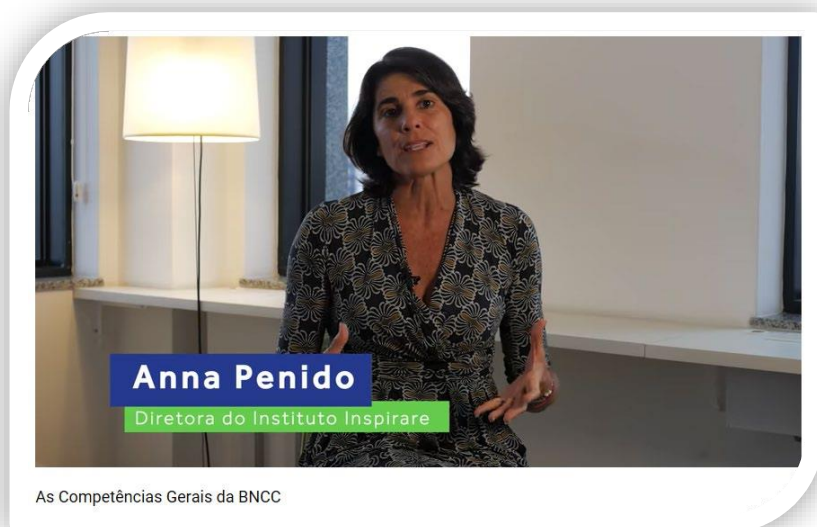 Anna Penido
Diretora do Instituto Inspirare
As Competências Gerais da BNCC